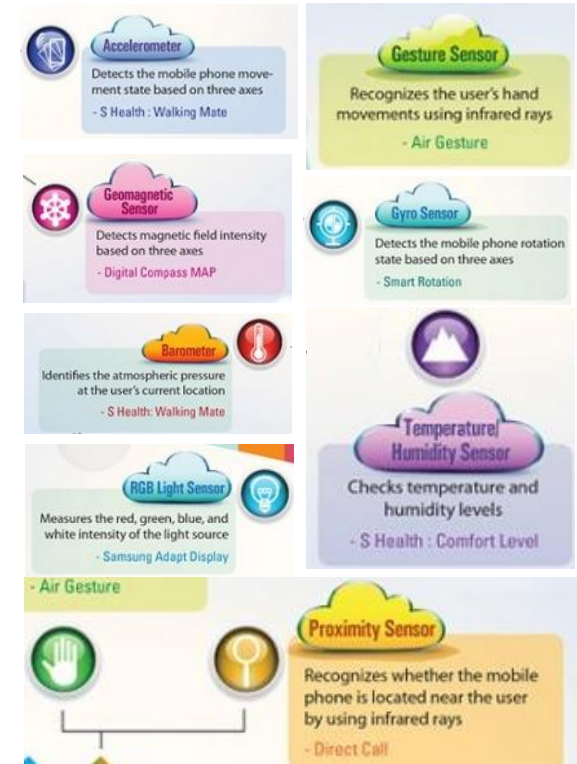 Accelerometer
Detects the mobile phone move-
ment state based on three axes
- S Health : Walking Mate
Gesture Sensor
Recognizes the user's hand
movements using infrared rays
- Air Gesture
Geomagnetic
Sensor
Detects magnetic field intensity
based on three axes
- Digital Compass MAP
Gyro Sensor
Detects the mobile phone rotation
state based on three axes
- Smart Rotation
Barometer
Identifies the atmospheric pressure
at the user's current location
- S Health: Walking Mate
Temperature/
Humidity Sensor
Checks temperature and
humidity levels
- S Health : Comfort Level
RGB Light Sensor
Measures the red, green, blue, and
white intensity of the light source
- Samsung Adapt Display
- Air Gesture
Proximity Sensor
Recognizes whether the mobile
phone is located near the user
by using infrared rays
- Direct Call